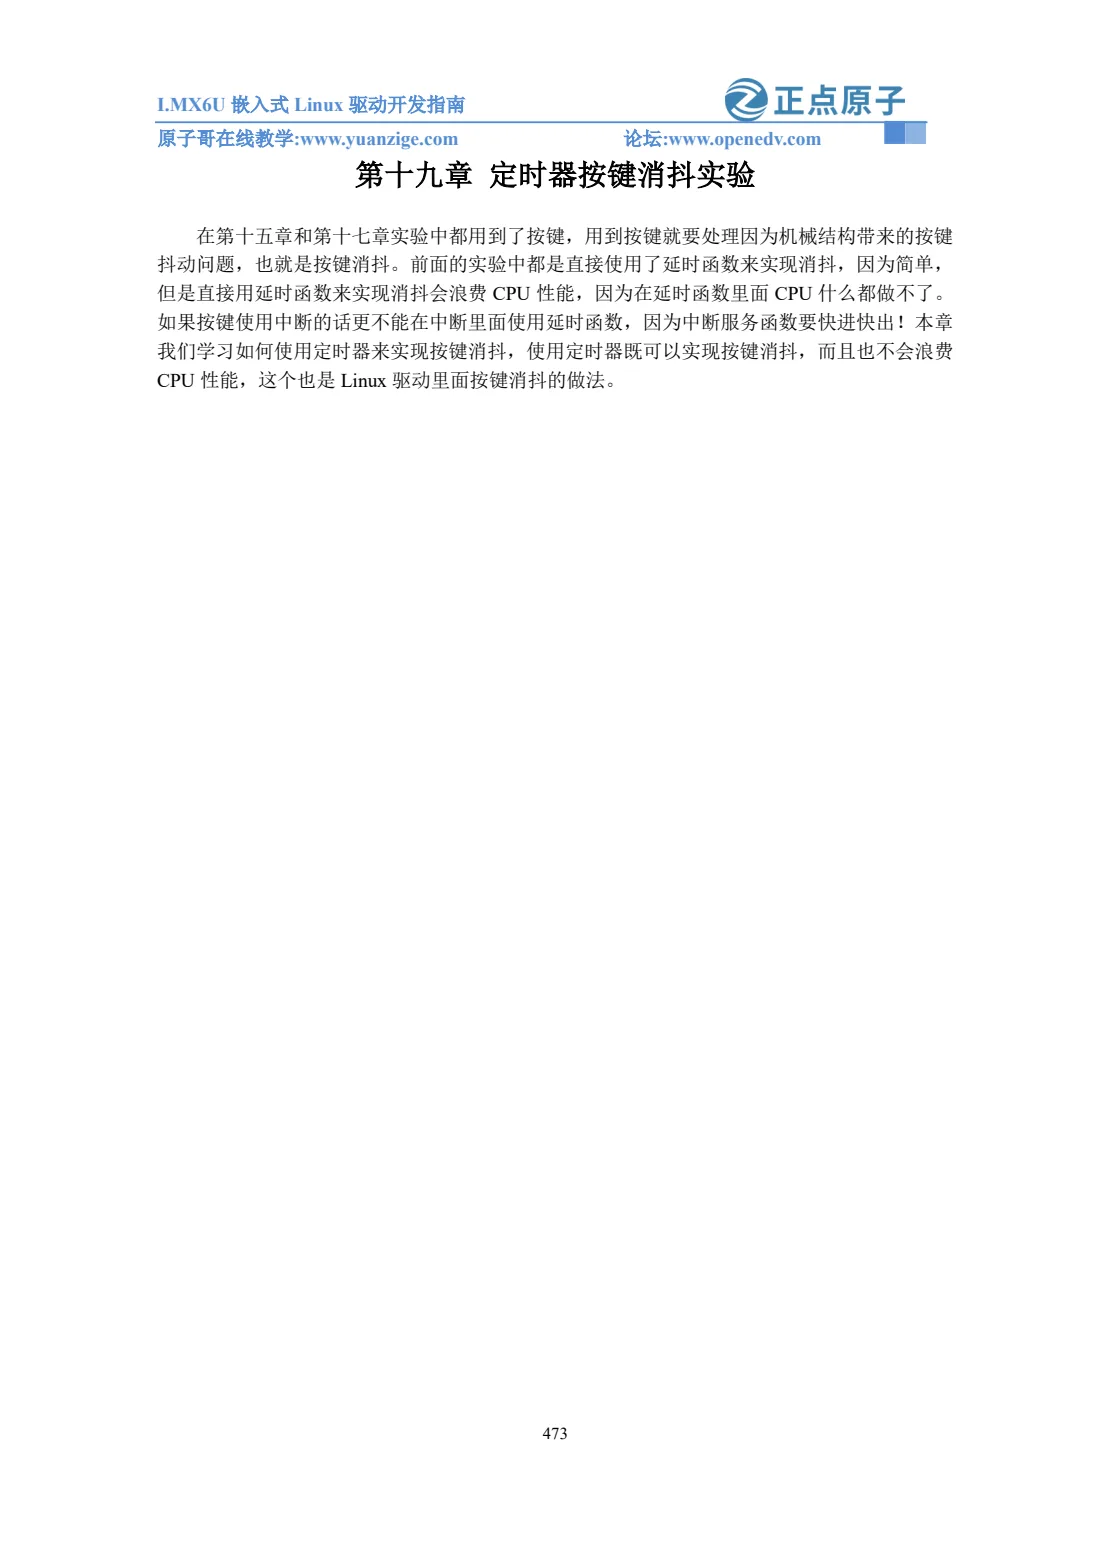 I.MX6U 嵌入式 Linux 驱动开发指南
正点原子
原子哥在线教学:www.yuanzige.com 论坛:www.openedv.com
第十九章 定时器按键消抖实验
在第十五章和第十七章实验中都用到了按键，用到按键就要处理因为机械结构带来的按键
抖动问题，也就是按键消抖。前面的实验中都是直接使用了延时函数来实现消抖，因为简单，
但是直接用延时函数来实现消抖会浪费 CPU 性能，因为在延时函数里面 CPU 什么都做不了。
如果按键使用中断的话更不能在中断里面使用延时函数，因为中断服务函数要快进快出！本章
我们学习如何使用定时器来实现按键消抖，使用定时器既可以实现按键消抖，而且也不会浪费
CPU 性能，这个也是 Linux 驱动里面按键消抖的做法。
473